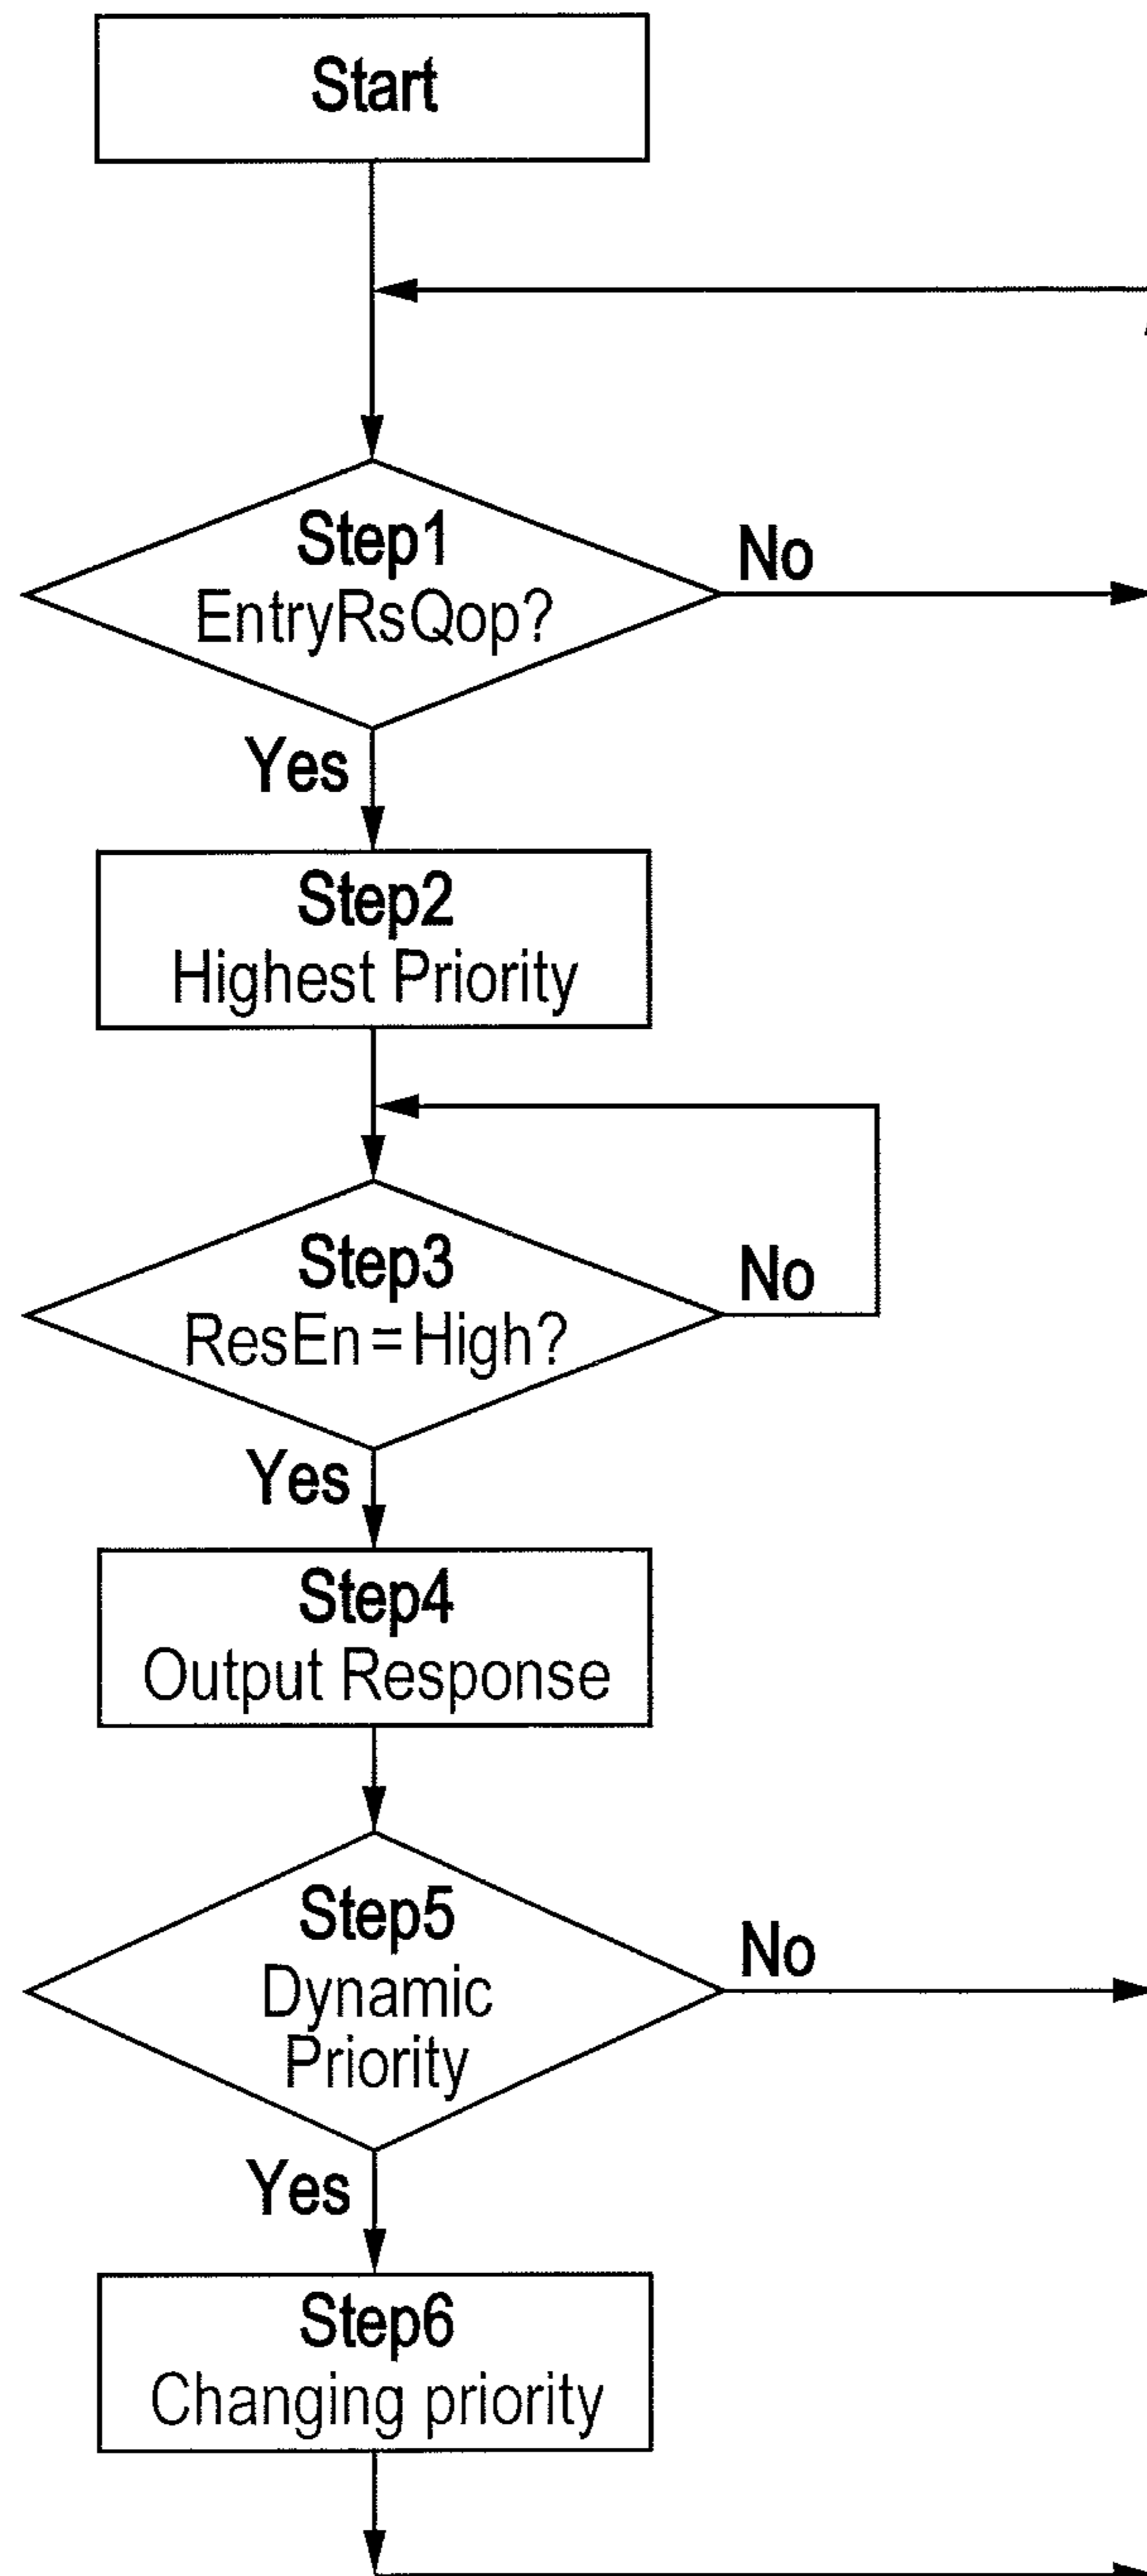 Start
Step1
EntryRsQop?
No
Yes
Step2
Highest Priority
Step3
ResEn=High?
No
Yes
Step4
Output Response
Step5
Dynamic
Priority
No
Yes
Step6
Changing priority